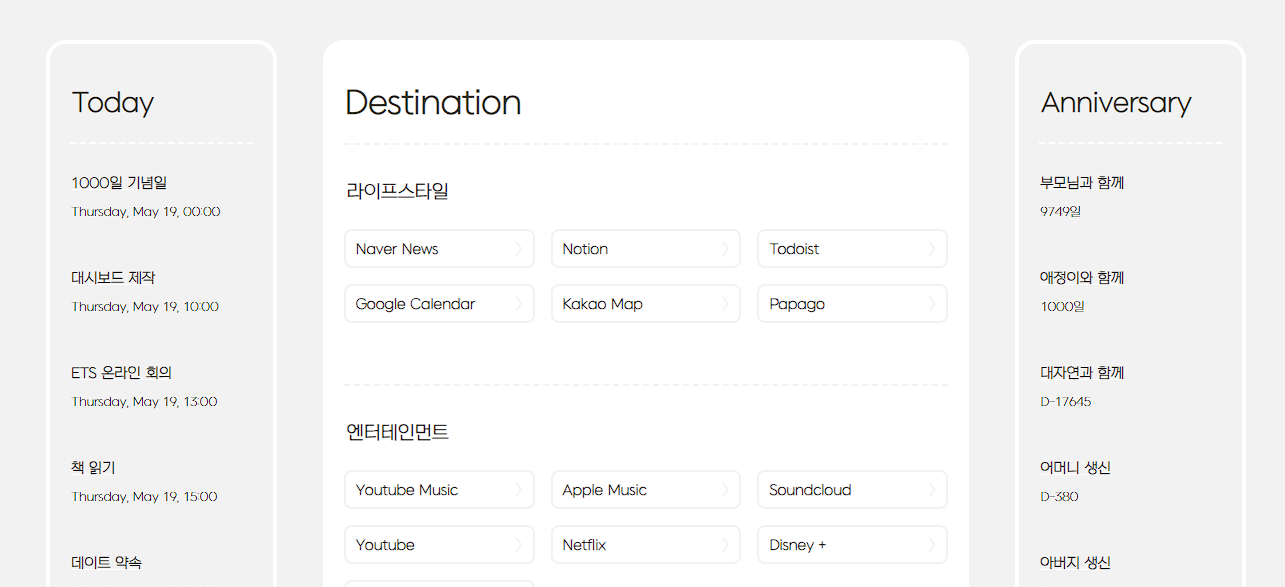 Today
1000일 기념일
Thursday, May 19, 00:00
대시보드 제작
Thursday, May 19, 10:00
ETS 온라인 회의
Thursday, May 19, 13:00
책 읽기
Thursday, May 19, 15:00
데이트 약속
Destination
라이프스타일
Naver News
Notion
Todoist
Google Calendar
Kakao Map
Papago
엔터테인먼트
Youtube Music
Apple Music
Soundcloud
Youtube
Netflix
Disney +
Anniversary
부모님과 함께
9749일
애정이와 함께
1000일
대자연과 함께
D-17645
어머니 생신
D-380
아버지 생신